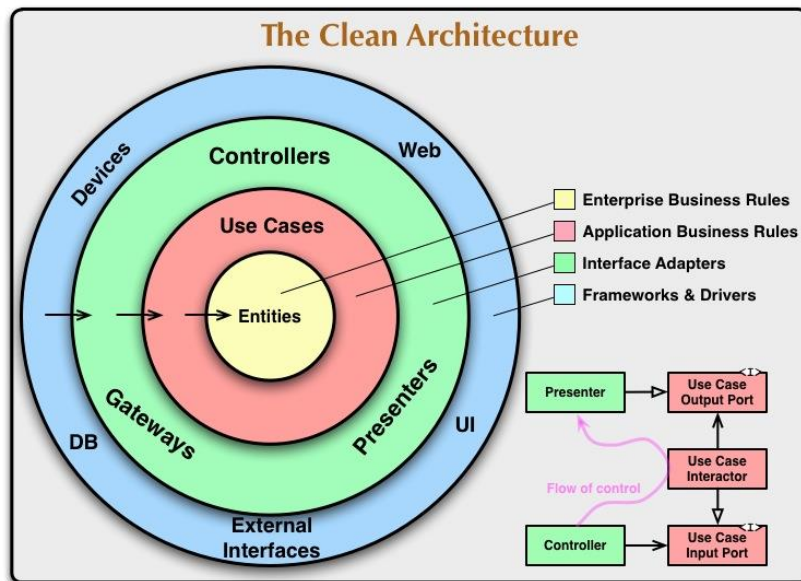 The Clean Architecture
Devices
Web
Controllers
Use Cases
Entities
Gateways
Presenters
DB
UI
External
Interfaces
Enterprise Business Rules
Application Business Rules
Interface Adapters
Frameworks & Drivers
Presenter
<I>
Use Case
Output Port
Use Case
Interactor
Flow of control
Controller
<I>
Use Case
Input Port